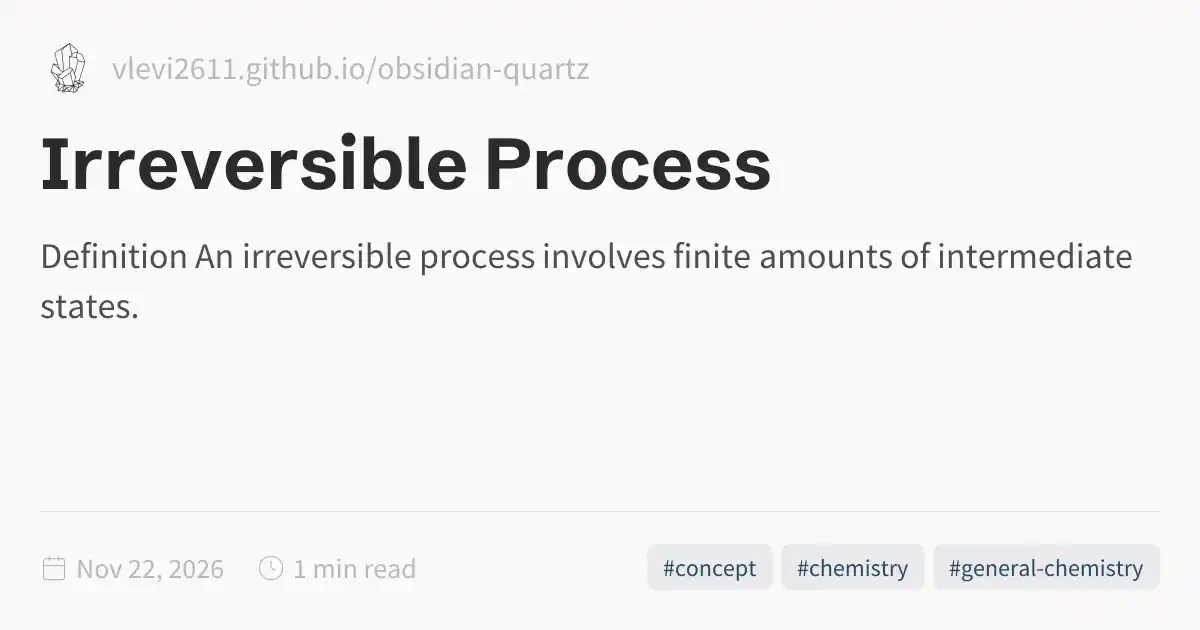 vlevi2611.github.io/obsidian-quartz
Irreversible Process
Definition An irreversible process involves finite amounts of intermediate
states.
Nov 22, 2026 1 min read #concept #chemistry #general-chemistry